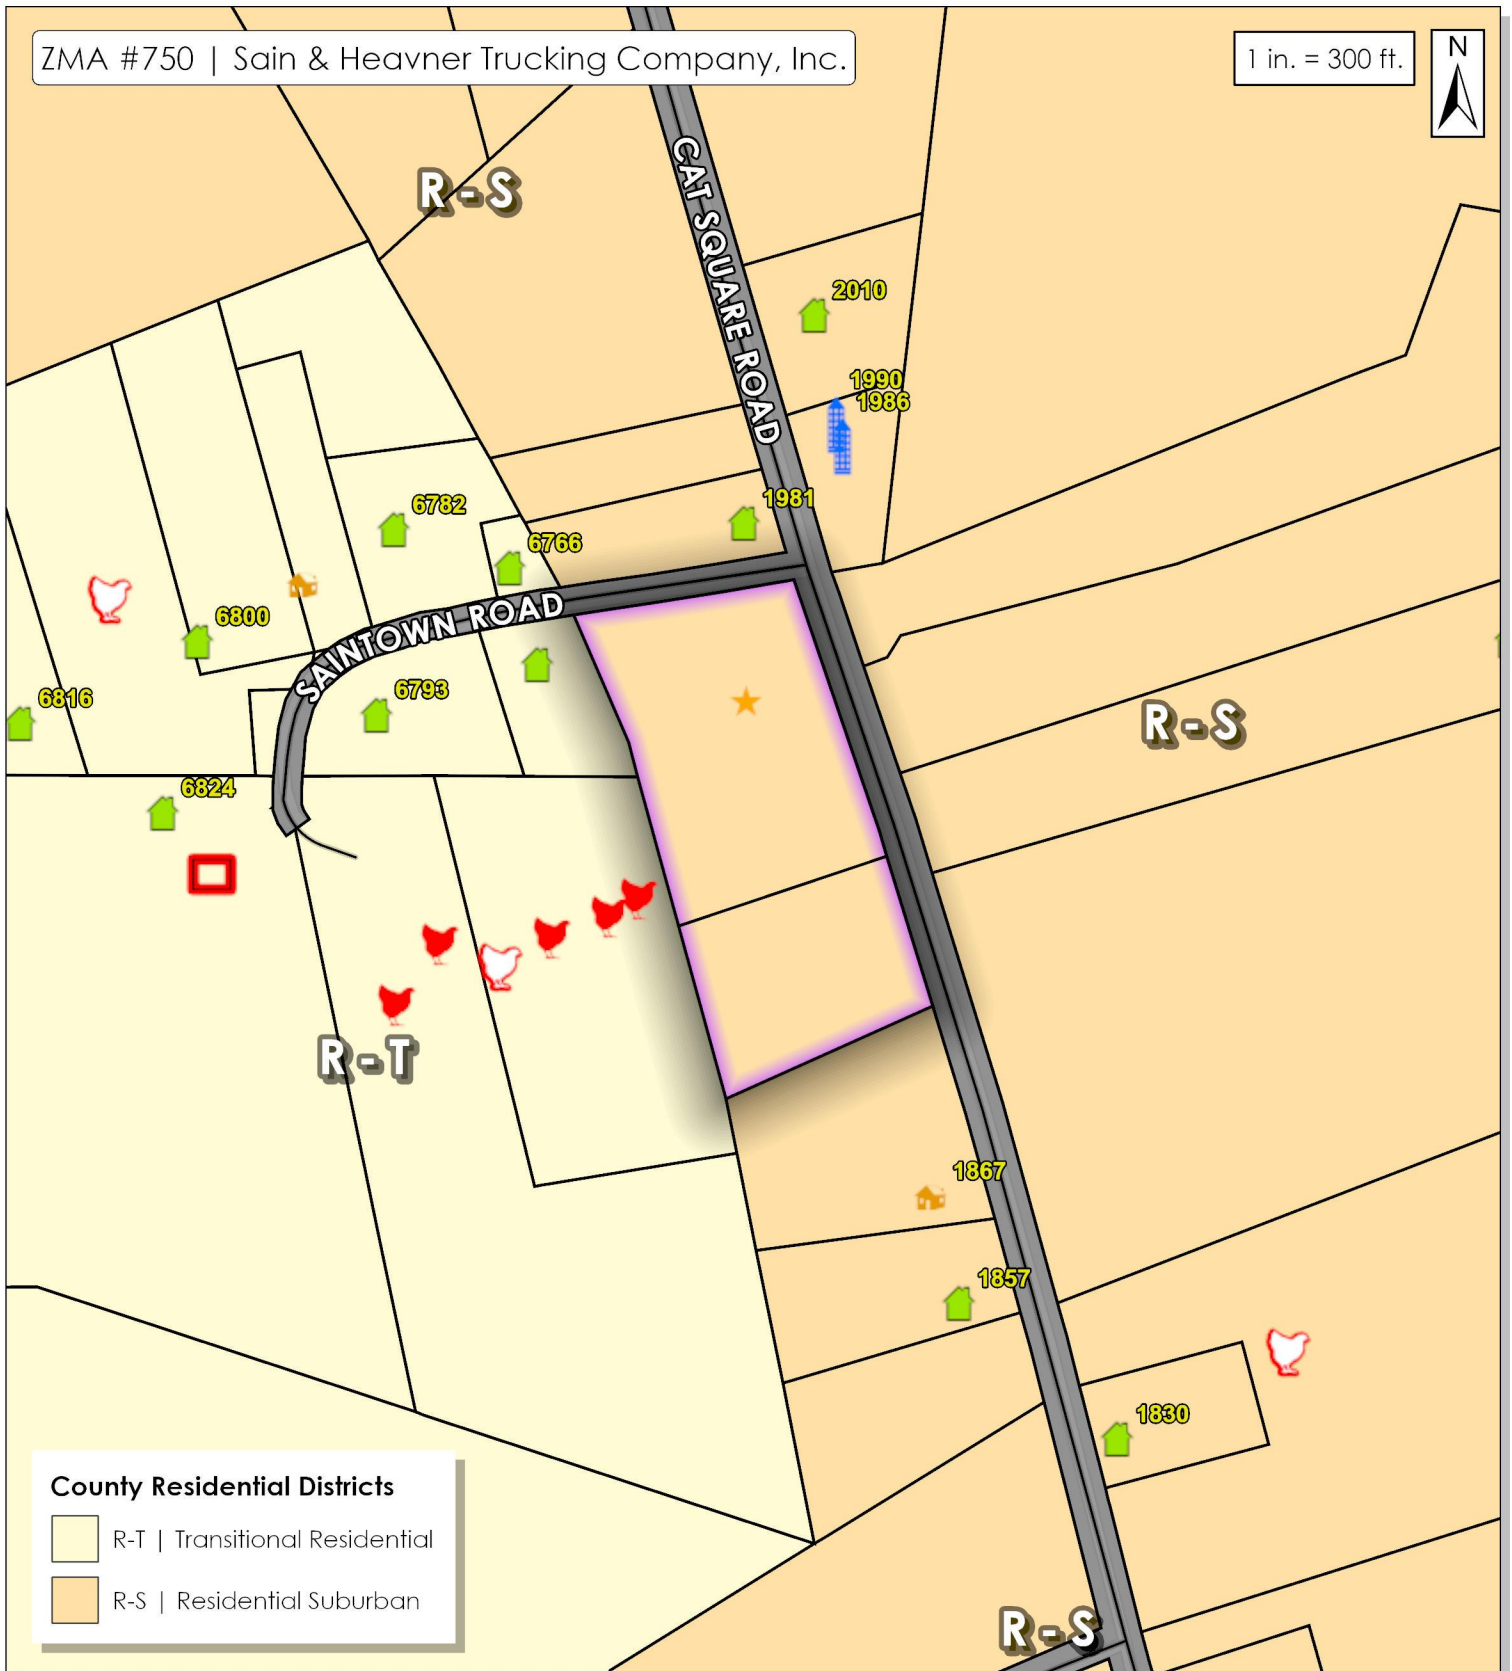 ZMA #750 | Sain & Heavner Trucking Company, Inc.
1 in. = 300 ft.
N
R-S
CAT SQUARE ROAD
2010
1990
1986
1981
6782
6766
SAINTOWN ROAD
6800
6793
6816
R-S
6824
R-T
1867
1857
1830
R-S
County Residential Districts
R-T | Transitional Residential
R-S | Residential Suburban